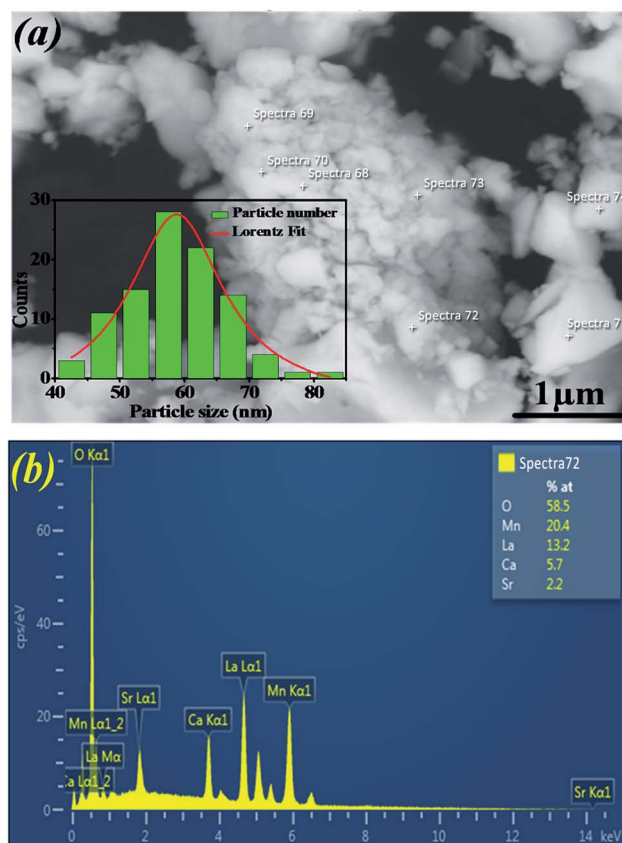 (a)
Spectra 69
Spectra 70
Spectra 68
Spectra 73
Spectra 72
30
20
10
0
Counts
Particle number
Lorentz Fit
40 50 60 70 80
Particle size (nm)
1µm
(b)
O Kα1
Spectra72
% at
O 58.5
Mn 20.4
La 13.2
Ca 5.7
Sr 2.2
60
40
20
0
cps/eV
La Lα1
Mn Kα1
Sr Lα1
Ca Kα1
Mn Lα1_2
La Mα
Ca Lα1_2
Sr Kα1
0 2 4 6 8 10 12 14 keV